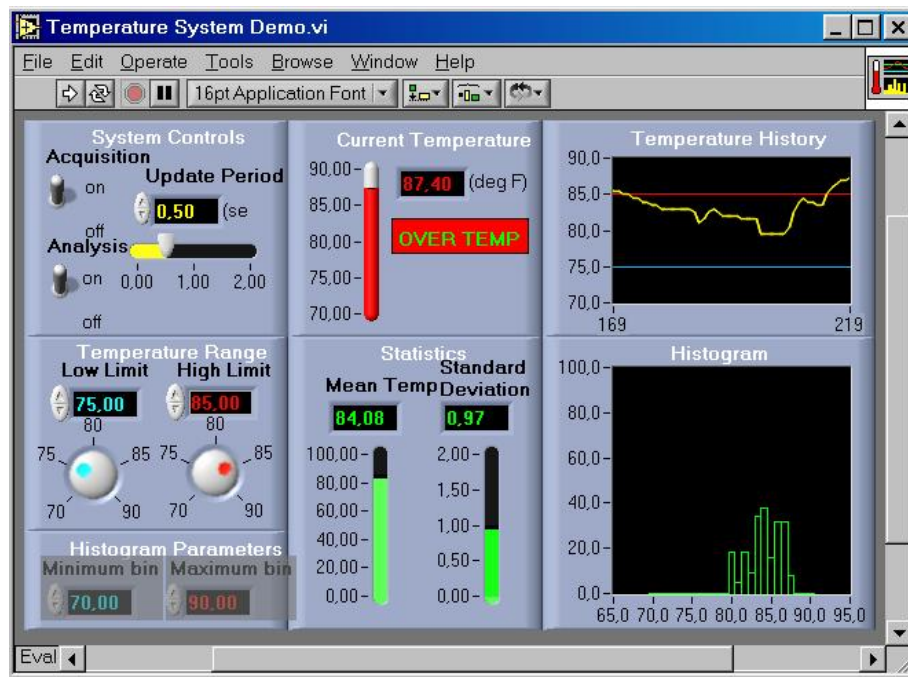 Temperature System Demo.vi
File Edit Operate Tools Browse Window Help
16pt Application Font
System Controls
Acquisition
on
off
Update Period
0,50 (se
0,00 1,00 2,00
Analysis
on
off
Current Temperature
90,00
85,00
80,00
75,00
70,00
87,40 (deg F)
OVER TEMP
Temperature History
90,0
85,0
80,0
75,0
70,0
169 219
Temperature Range
Low Limit High Limit
75,00 85,00
80 80
75 85 75 85
70 90 70 90
Histogram Parameters
Minimum bin Maximum bin
70,00 90,00
Statistics
Mean Temp
84,08
100,00
80,00
60,00
40,00
20,00
0,00
Standard
Deviation
0,97
2,00
1,50
1,00
0,50
0,00
Histogram
100,0
80,0
60,0
40,0
20,0
0,0
65,0 70,0 75,0 80,0 85,0 90,0 95,0
Eval